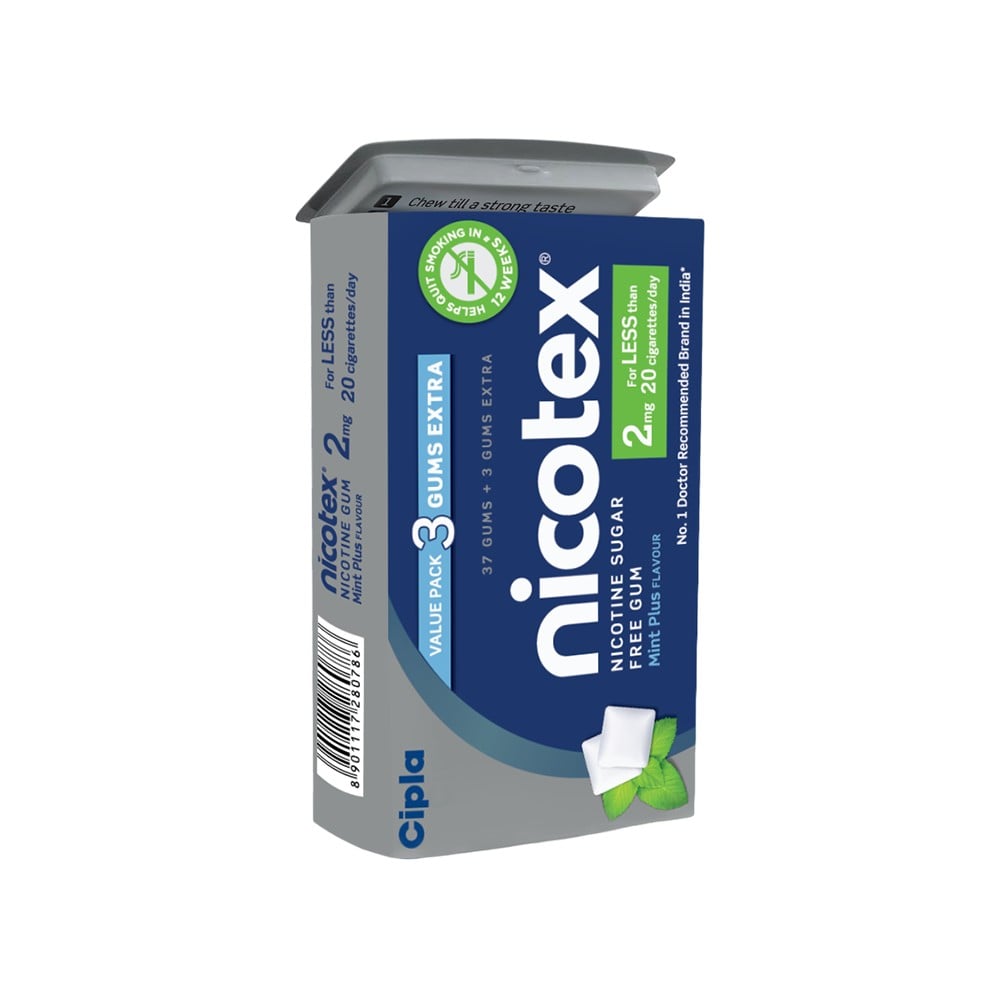 1 Chew till a strong taste
HELPS QUIT SMOKING IN # 12 WEEKS
VALUE PACK 3 GUMS EXTRA
37 GUMS + 3 GUMS EXTRA
nicotex®
NICOTINE SUGAR
FREE GUM
Mint Plus FLAVOUR
2mg
For LESS than
20 cigarettes/day
No. 1 Doctor Recommended Brand in India*
Cipla
nicotex®
NICOTINE GUM
Mint Plus FLAVOUR
2mg
For LESS than
20 cigarettes/day
8 901117 280786